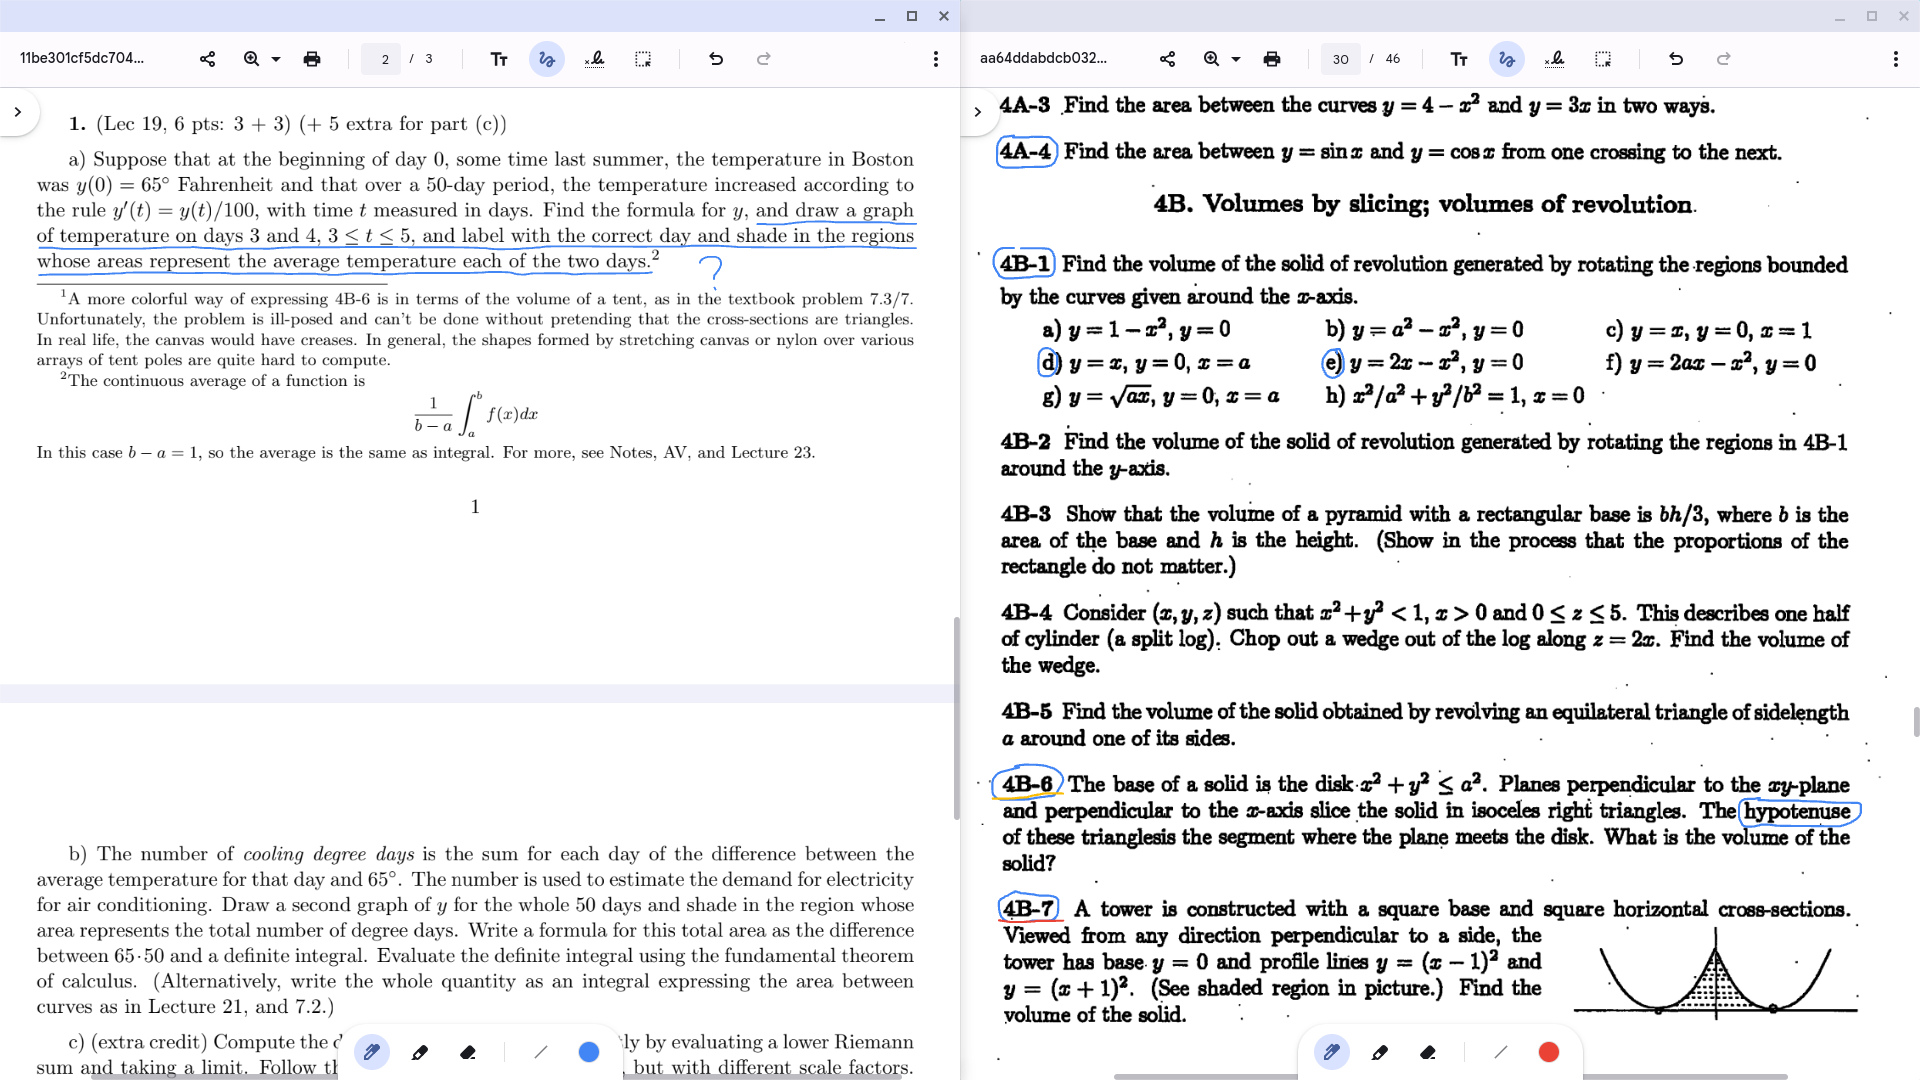 11be301cf5dc704...
2 / 3
1. (Lec 19, 6 pts: 3 + 3) (+ 5 extra for part (c))
a) Suppose that at the beginning of day 0, some time last summer, the temperature in Boston
was y(0) = 65° Fahrenheit and that over a 50-day period, the temperature increased according to
the rule y′(t) = y(t)/100, with time t measured in days. Find the formula for y, and draw a graph
of temperature on days 3 and 4, 3 ≤ t ≤ 5, and label with the correct day and shade in the regions
whose areas represent the average temperature each of the two days.²
?
¹A more colorful way of expressing 4B-6 is in terms of the volume of a tent, as in the textbook problem 7.3/7.
Unfortunately, the problem is ill-posed and can't be done without pretending that the cross-sections are triangles.
In real life, the canvas would have creases. In general, the shapes formed by stretching canvas or nylon over various
arrays of tent poles are quite hard to compute.
²The continuous average of a function is
1/(b − a) ∫ₐᵇ f(x)dx
In this case b − a = 1, so the average is the same as integral. For more, see Notes, AV, and Lecture 23.
1
b) The number of cooling degree days is the sum for each day of the difference between the
average temperature for that day and 65°. The number is used to estimate the demand for electricity
for air conditioning. Draw a second graph of y for the whole 50 days and shade in the region whose
area represents the total number of degree days. Write a formula for this total area as the difference
between 65·50 and a definite integral. Evaluate the definite integral using the fundamental theorem
of calculus. (Alternatively, write the whole quantity as an integral expressing the area between
curves as in Lecture 21, and 7.2.)
c) (extra credit) Compute the ly by evaluating a lower Riemann
sum and taking a limit. Follow but with different scale factors.
aa64ddabdcb032...
30 / 46
4A-3 Find the area between the curves y = 4 − x² and y = 3x in two ways.
4A-4 Find the area between y = sin x and y = cos x from one crossing to the next.
4B. Volumes by slicing; volumes of revolution.
4B-1 Find the volume of the solid of revolution generated by rotating the regions bounded
by the curves given around the x-axis.
a) y = 1 − x², y = 0 b) y = a² − x², y = 0 c) y = x, y = 0, x = 1
d) y = x, y = 0, x = a e) y = 2x − x², y = 0 f) y = 2ax − x², y = 0
g) y = √ax, y = 0, x = a h) x²/a² + y²/b² = 1, x = 0
4B-2 Find the volume of the solid of revolution generated by rotating the regions in 4B-1
around the y-axis.
4B-3 Show that the volume of a pyramid with a rectangular base is bh/3, where b is the
area of the base and h is the height. (Show in the process that the proportions of the
rectangle do not matter.)
4B-4 Consider (x, y, z) such that x² + y² < 1, x > 0 and 0 ≤ z ≤ 5. This describes one half
of cylinder (a split log). Chop out a wedge out of the log along z = 2x. Find the volume of
the wedge.
4B-5 Find the volume of the solid obtained by revolving an equilateral triangle of sidelength
a around one of its sides.
4B-6 The base of a solid is the disk x² + y² ≤ a². Planes perpendicular to the xy-plane
and perpendicular to the x-axis slice the solid in isoceles right triangles. The hypotenuse
of these trianglesis the segment where the plane meets the disk. What is the volume of the
solid?
4B-7 A tower is constructed with a square base and square horizontal cross-sections.
Viewed from any direction perpendicular to a side, the
tower has base y = 0 and profile lines y = (x − 1)² and
y = (x + 1)². (See shaded region in picture.) Find the
volume of the solid.